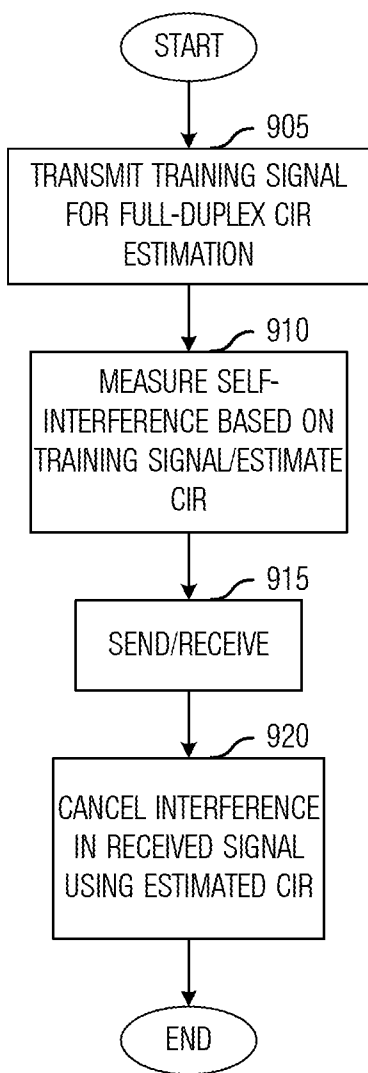 START
905
TRANSMIT TRAINING SIGNAL
FOR FULL-DUPLEX CIR
ESTIMATION
910
MEASURE SELF-
INTERFERENCE BASED ON
TRAINING SIGNAL/ESTIMATE
CIR
915
SEND/RECEIVE
920
CANCEL INTERFERENCE
IN RECEIVED SIGNAL
USING ESTIMATED CIR
END